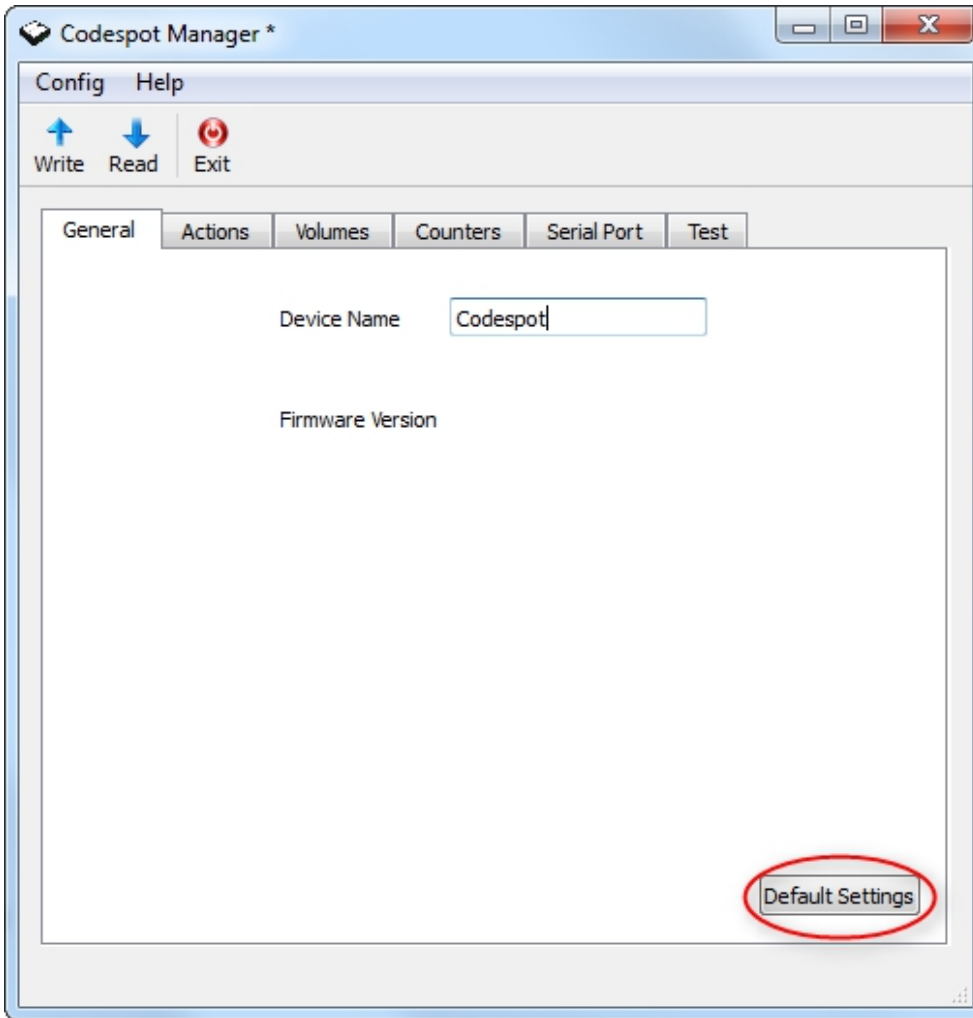 Codespot Manager *
Config Help
Write Read Exit
General Actions Volumes Counters Serial Port Test
Device Name Codespot
Firmware Version
Default Settings